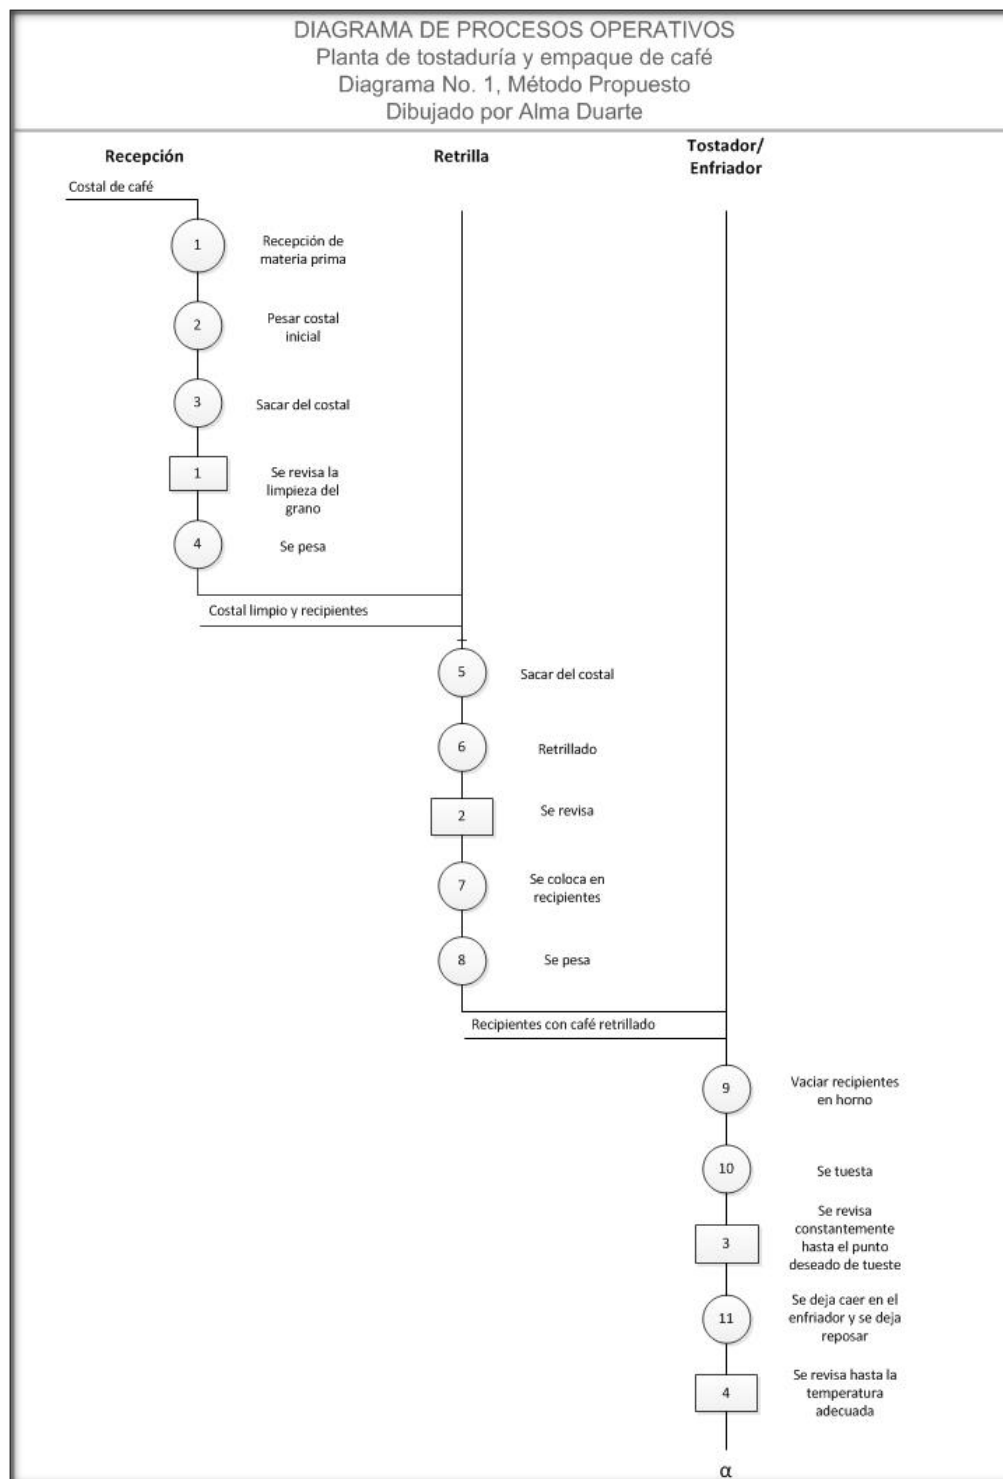 DIAGRAMA DE PROCESOS OPERATIVOS
Planta de tostaduría y empaque de café
Diagrama No. 1, Método Propuesto
Dibujado por Alma Duarte
Recepción
Retrilla
Tostador/
Enfriador
Costal de café
1
Recepción de
materia prima
2
Pesar costal
inicial
3
Sacar del costal
1
Se revisa la
limpieza del
grano
4
Se pesa
Costal limpio y recipientes
5
Sacar del costal
6
Retrillado
2
Se revisa
7
Se coloca en
recipientes
8
Se pesa
Recipientes con café retrillado
9
Vaciar recipientes
en horno
10
Se tuesta
3
Se revisa
constantemente
hasta el punto
deseado de tueste
11
Se deja caer en el
enfriador y se deja
reposar
4
Se revisa hasta la
temperatura
adecuada
α